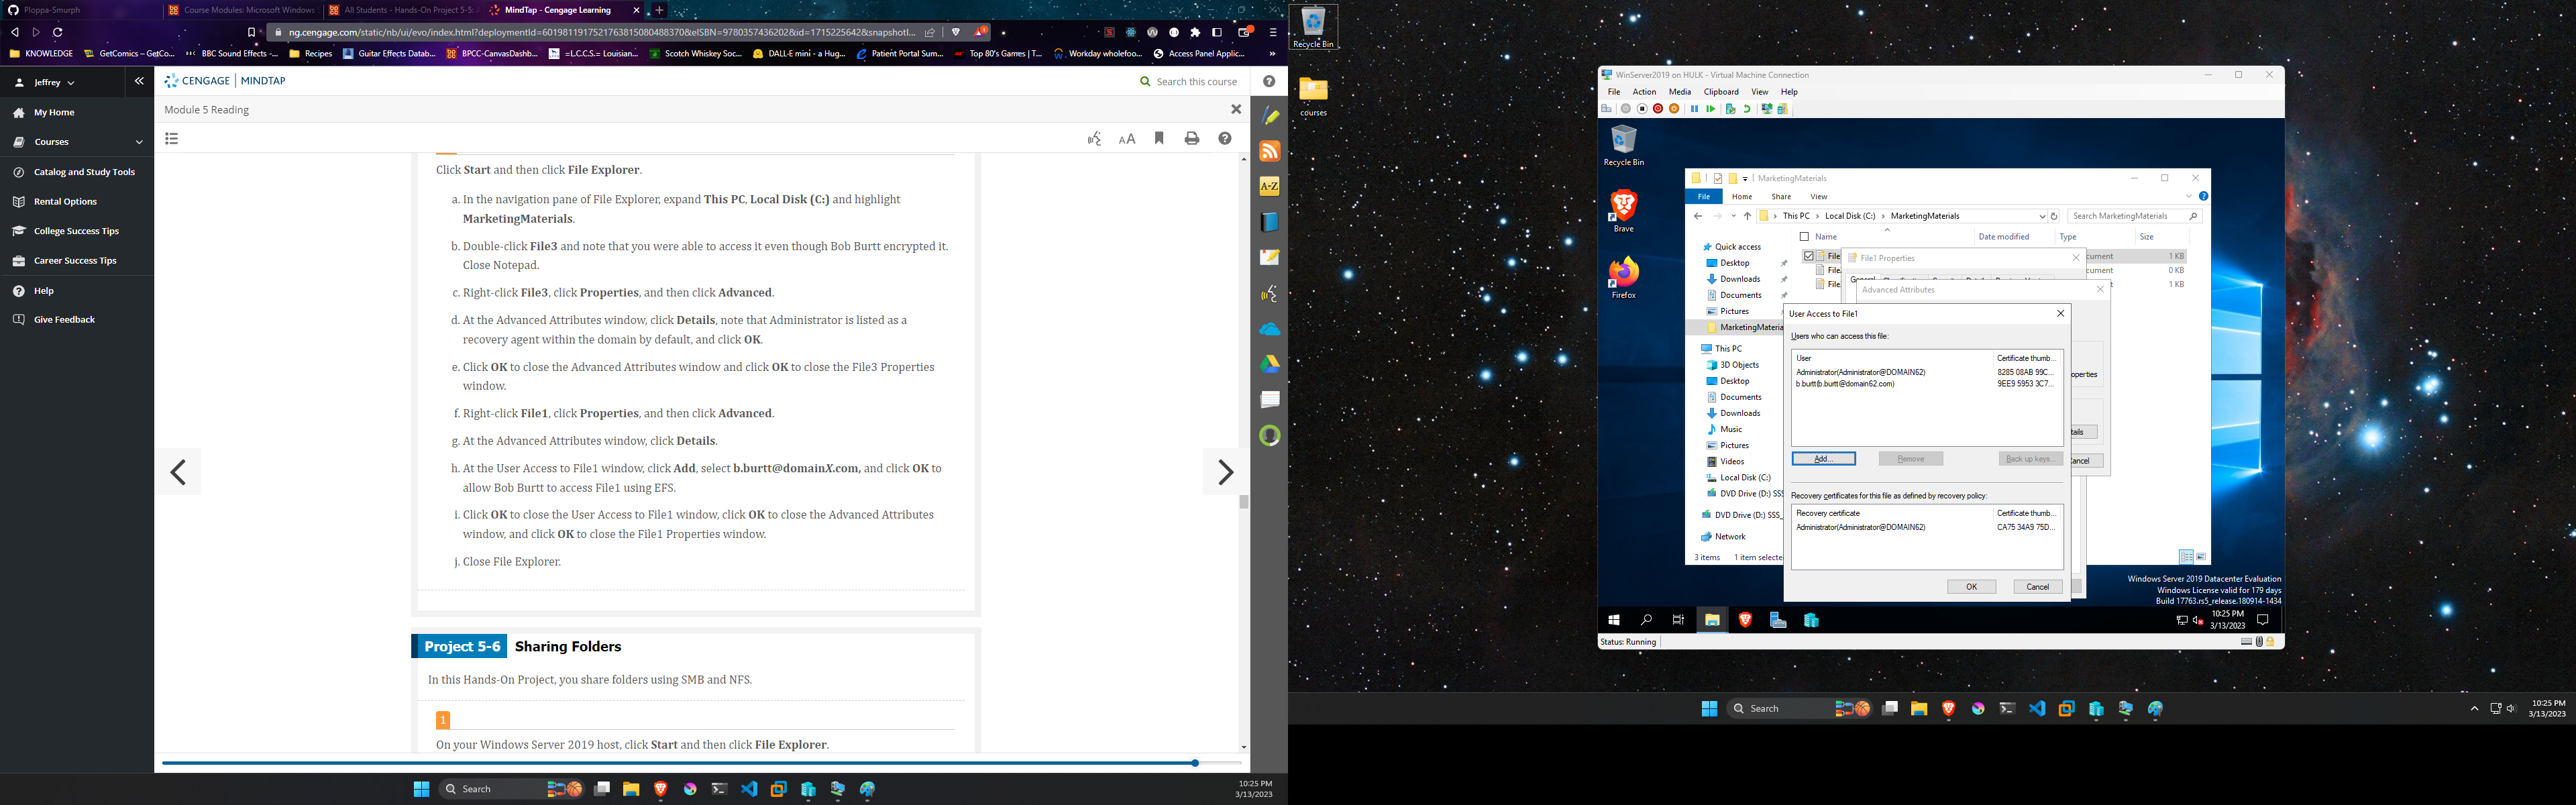 Ploppa-Smurph
Course Modules: Microsoft Windows
All Students - Hands-On Project 5-5:
MindTap - Cengage Learning
ng.cengage.com/static/nb/ui/evo/index.html?deploymentId=6019811917521763815080488370&eISBN=9780357436202&id=1715225642&snapshotI...
KNOWLEDGE
GetComics – GetCo...
BBC Sound Effects -...
Recipes
Guitar Effects Datab...
BPCC-CanvasDashb...
=L.C.C.S.= Louisian...
Scotch Whiskey Soc...
DALL·E mini - a Hug...
Patient Portal Sum...
Top 80's Games | T...
Workday wholefoo...
Access Panel Applic...
»
Jeffrey
CENGAGE | MINDTAP
Search this course
My Home
Courses
Catalog and Study Tools
Rental Options
College Success Tips
Career Success Tips
Help
Give Feedback
Module 5 Reading
AA
A-Z
Click Start and then click File Explorer.
a. In the navigation pane of File Explorer, expand This PC, Local Disk (C:) and highlight
MarketingMaterials.
b. Double-click File3 and note that you were able to access it even though Bob Burtt encrypted it.
Close Notepad.
c. Right-click File3, click Properties, and then click Advanced.
d. At the Advanced Attributes window, click Details, note that Administrator is listed as a
recovery agent within the domain by default, and click OK.
e. Click OK to close the Advanced Attributes window and click OK to close the File3 Properties
window.
f. Right-click File1, click Properties, and then click Advanced.
g. At the Advanced Attributes window, click Details.
h. At the User Access to File1 window, click Add, select b.burtt@domainX.com, and click OK to
allow Bob Burtt to access File1 using EFS.
i. Click OK to close the User Access to File1 window, click OK to close the Advanced Attributes
window, and click OK to close the File1 Properties window.
j. Close File Explorer.
Project 5-6 Sharing Folders
In this Hands-On Project, you share folders using SMB and NFS.
1
On your Windows Server 2019 host, click Start and then click File Explorer.
Search
10:25 PM
3/13/2023
Recycle Bin
courses
WinServer2019 on HULK - Virtual Machine Connection
File Action Media Clipboard View Help
Recycle Bin
Brave
Firefox
MarketingMaterials
File Home Share View
This PC > Local Disk (C:) > MarketingMaterials
Search MarketingMaterials
Name Date modified Type Size
Quick access
Desktop
Downloads
Documents
Pictures
MarketingMateria
This PC
3D Objects
Desktop
Documents
Downloads
Music
Pictures
Videos
Local Disk (C:)
DVD Drive (D:) SSS
DVD Drive (D:) SSS_
Network
3 items 1 item selecte
File cument 1 KB
File cument 0 KB
File t 1 KB
File1 Properties
General
Advanced Attributes
operties
tails
Cancel
User Access to File1
Users who can access this file:
User Certificate thumb...
Administrator(Administrator@DOMAIN62) 8285 08AB 99C...
b.burtt(b.burtt@domain62.com) 9EE9 5953 3C7...
Add... Remove Back up keys...
Recovery certificates for this file as defined by recovery policy:
Recovery certificate Certificate thumb...
Administrator(Administrator@DOMAIN62) CA75 34A9 75D...
OK Cancel
Windows Server 2019 Datacenter Evaluation
Windows License valid for 179 days
Build 17763.rs5_release.180914-1434
10:25 PM
3/13/2023
Status: Running
Search
10:25 PM
3/13/2023